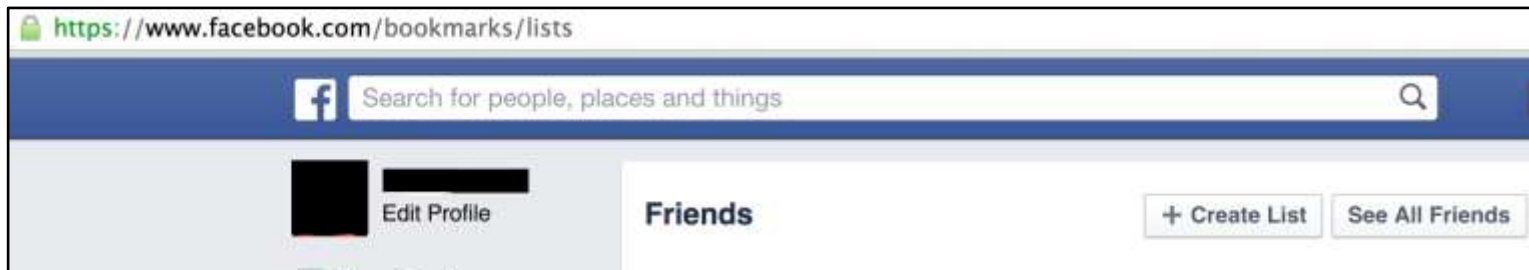 https://www.facebook.com/bookmarks/lists
f Search for people, places and things
Edit Profile
Friends + Create List See All Friends